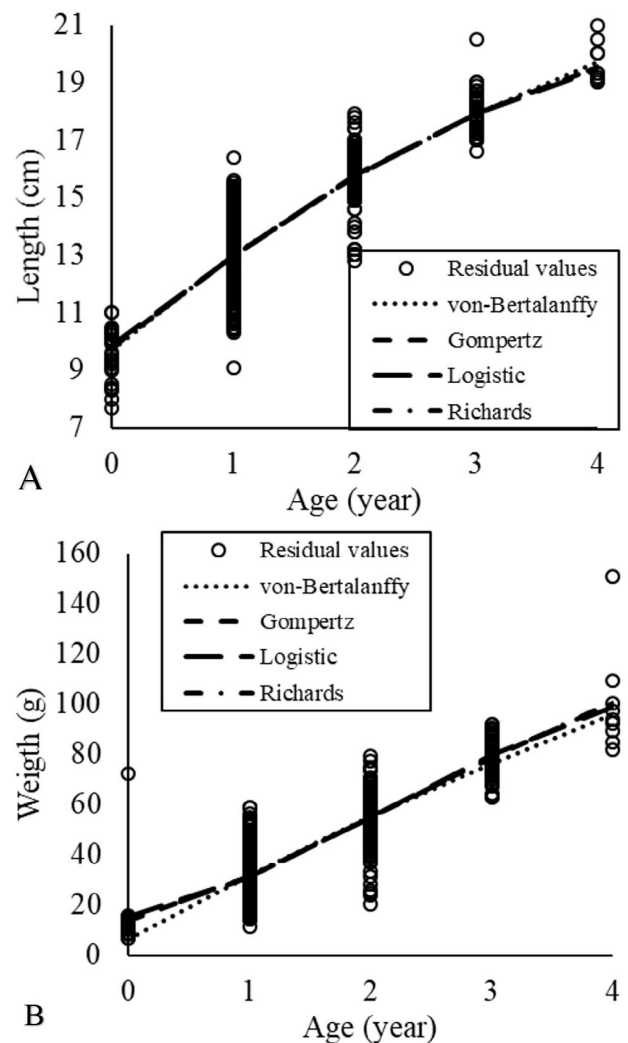 21
19
17
15
13
11
9
7
Length (cm)
Residual values
von-Bertalanffy
Gompertz
Logistic
Richards
0 1 2 3 4
A
Age (year)
160
140
120
100
80
60
40
20
0
Weigth (g)
Residual values
von-Bertalanffy
Gompertz
Logistic
Richards
0 1 2 3 4
B
Age (year)